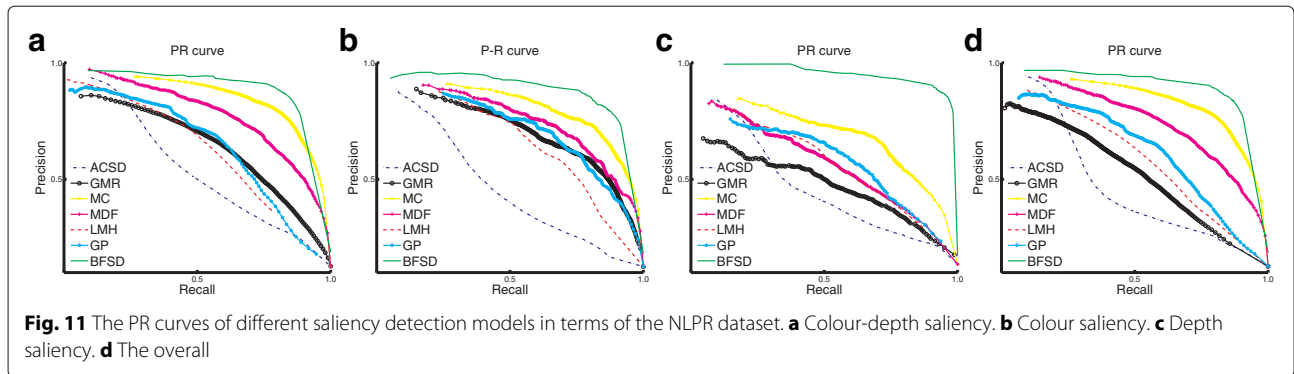 a
PR curve
Precision
1.0
0.5
ACSD
GMR
MC
MDF
LMH
GP
BFSD
0.5
1.0
Recall
b
P-R curve
Precision
1.0
0.5
ACSD
GMR
MC
MDF
LMH
GP
BFSD
0.5
1.0
Recall
c
PR curve
Precision
1.0
0.5
ACSD
GMR
MC
MDF
LMH
GP
BFSD
0.5
1.0
Recall
d
PR curve
Precision
1.0
0.5
ACSD
GMR
MC
MDF
LMH
GP
BFSD
0.5
1.0
Recall
Fig. 11 The PR curves of different saliency detection models in terms of the NLPR dataset. a Colour-depth saliency. b Colour saliency. c Depth
saliency. d The overall